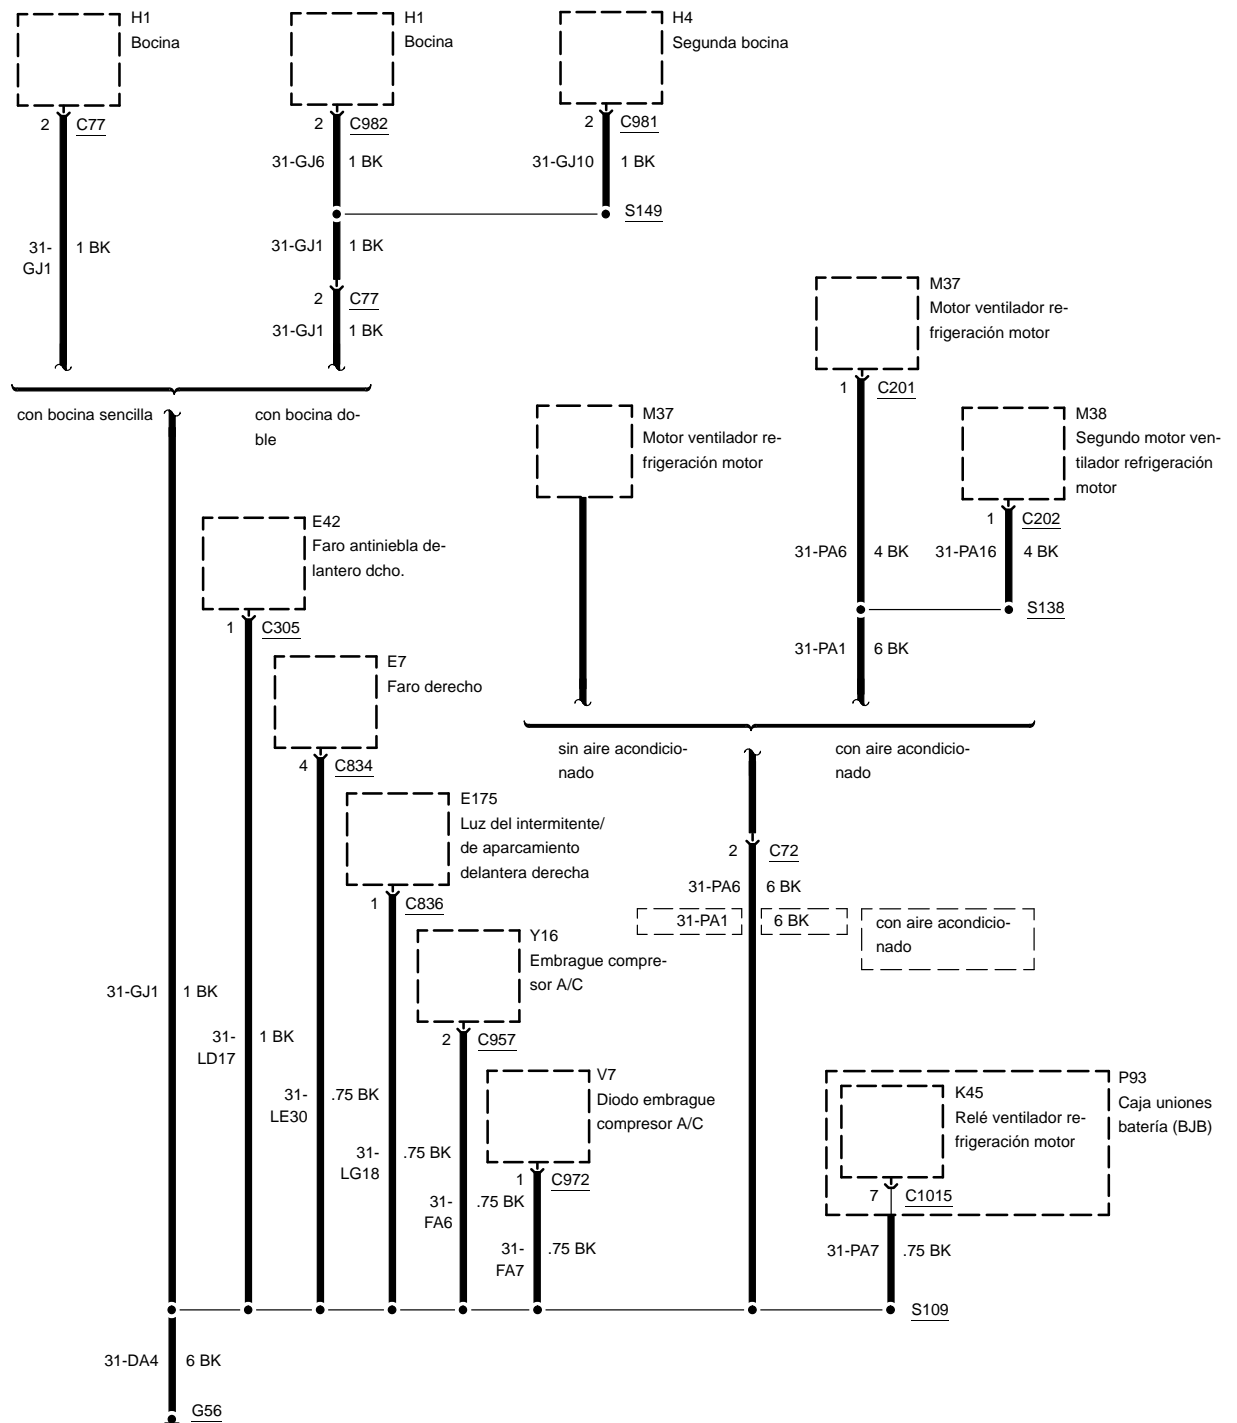 H1
Bocina
H1
Bocina
H4
Segunda bocina
2 C77
2 C982
2 C981
31-GJ6 1 BK
31-GJ10 1 BK
S149
31-
GJ1
1 BK
31-GJ1 1 BK
2 C77
31-GJ1 1 BK
con bocina sencilla
con bocina do-
ble
M37
Motor ventilador re-
frigeración motor
1 C201
M37
Motor ventilador re-
frigeración motor
M38
Segundo motor ven-
tilador refrigeración
motor
1 C202
31-PA6 4 BK
31-PA16 4 BK
S138
31-PA1 6 BK
E42
Faro antiniebla de-
lantero dcho.
1 C305
E7
Faro derecho
4 C834
sin aire acondicio-
nado
con aire acondicio-
nado
E175
Luz del intermitente/
de aparcamiento
delantera derecha
1 C836
2 C72
31-PA6 6 BK
31-PA1 6 BK
con aire acondicio-
nado
Y16
Embrague compre-
sor A/C
2 C957
31-GJ1 1 BK
31-
LD17
1 BK
V7
Diodo embrague
compresor A/C
1 C972
P93
Caja uniones
batería (BJB)
K45
Relé ventilador re-
frigeración motor
7 C1015
31-
LE30
.75 BK
31-
LG18
.75 BK
31-
FA6
.75 BK
31-
FA7
.75 BK
31-PA7 .75 BK
S109
31-DA4 6 BK
G56